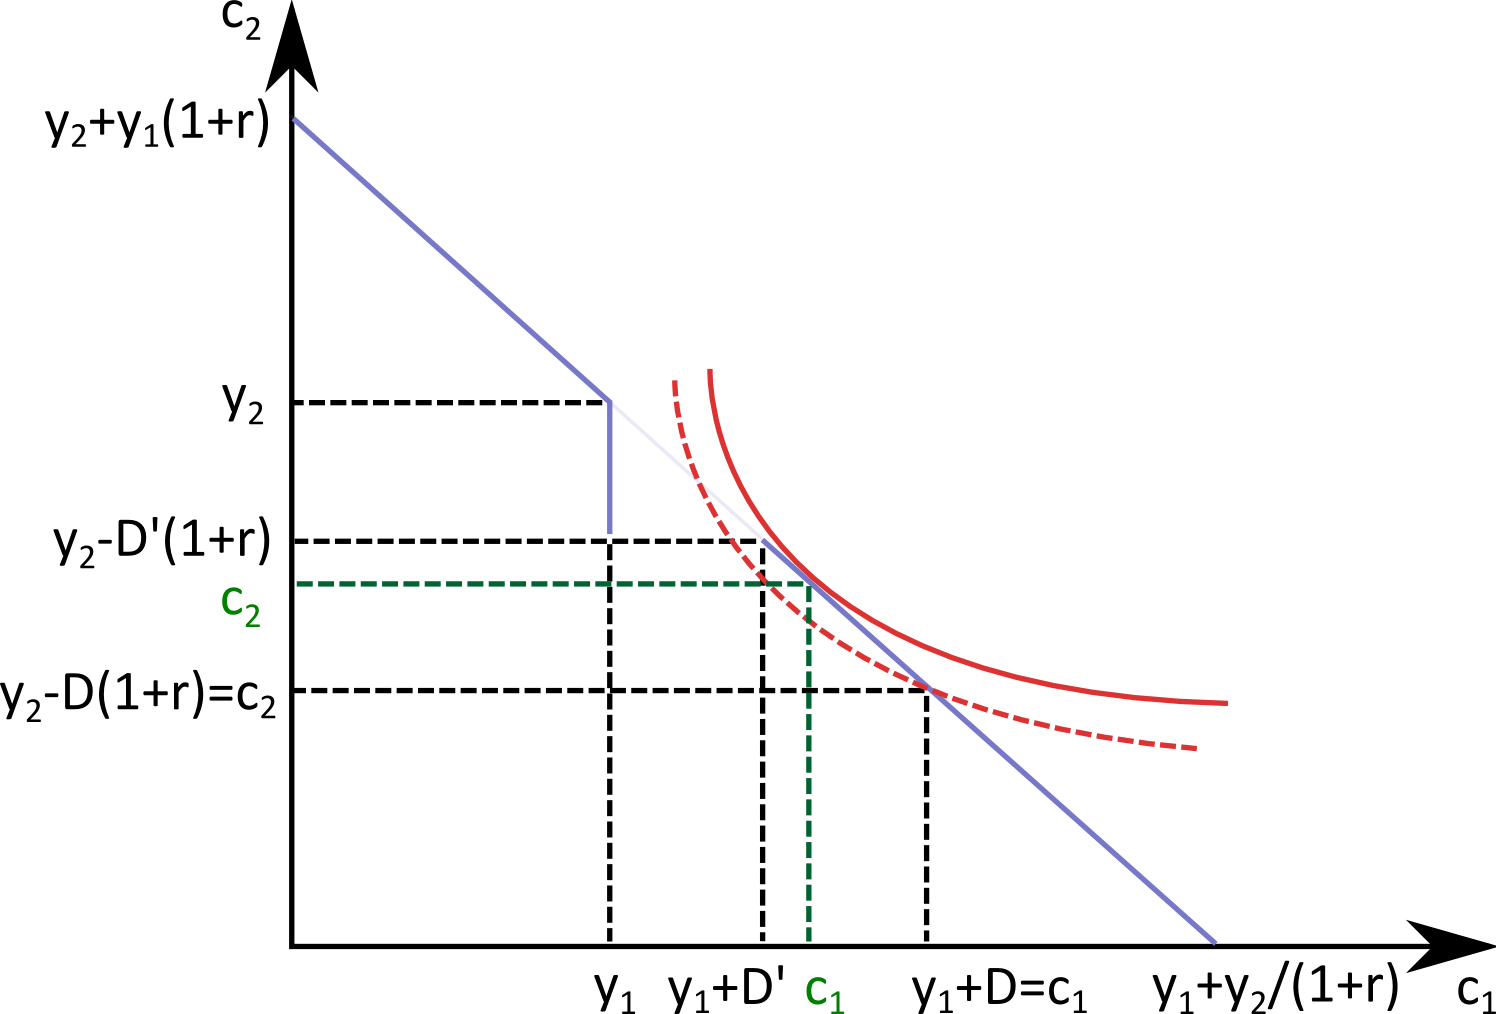 c₂
y₂+y₁(1+r)
y₂
y₂-D'(1+r)
c₂
y₂-D(1+r)=c₂
y₁ y₁+D' c₁ y₁+D=c₁ y₁+y₂/(1+r) c₁